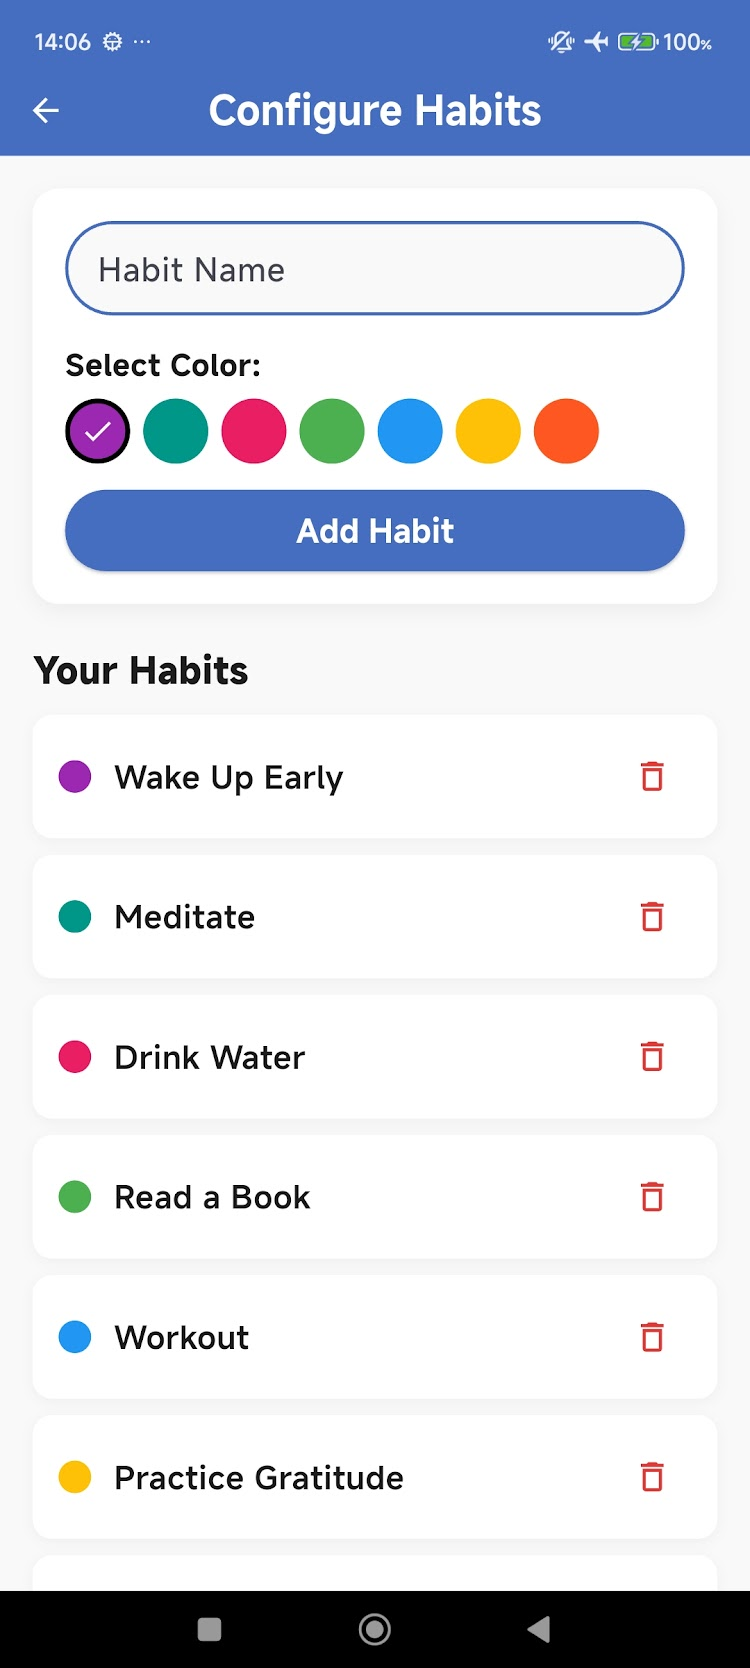 14:06 100%
Configure Habits
Habit Name
Select Color:
Add Habit
Your Habits
Wake Up Early
Meditate
Drink Water
Read a Book
Workout
Practice Gratitude